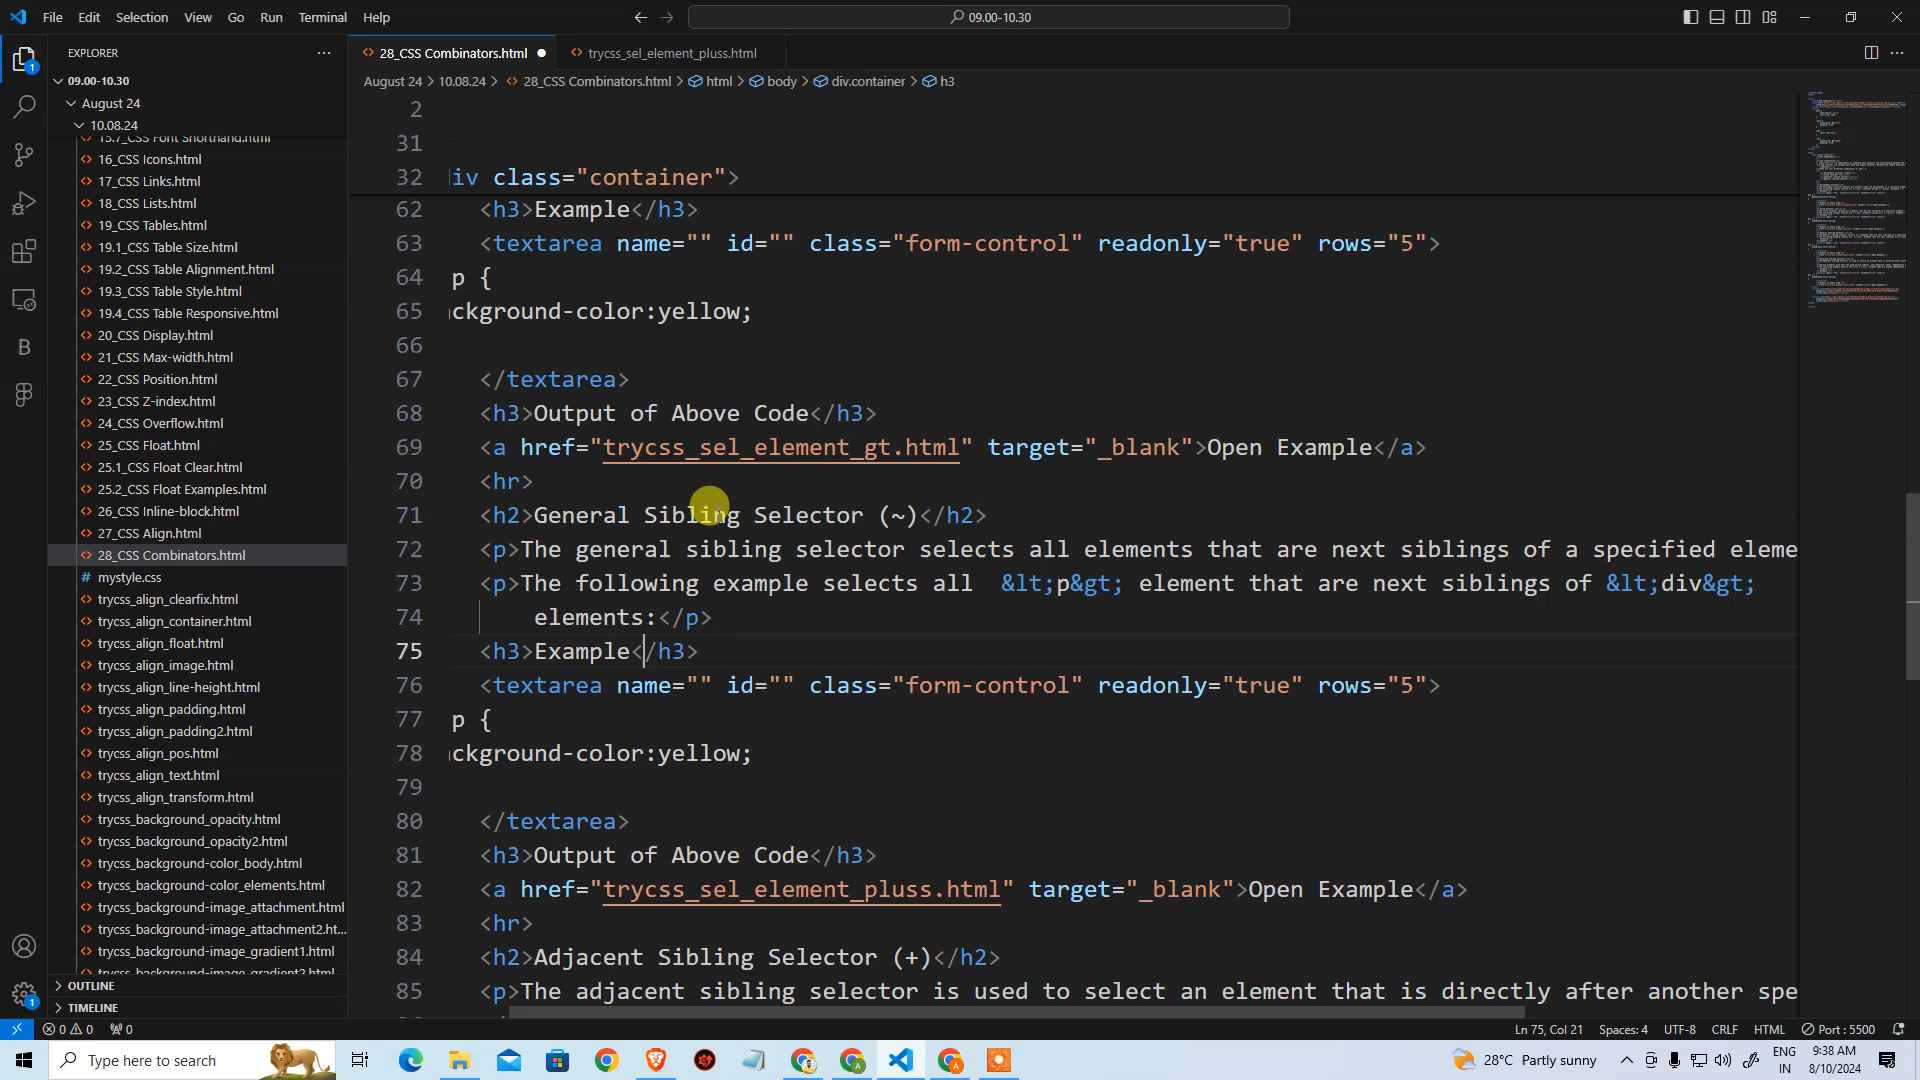 File Edit Selection View Go Run Terminal Help
09.00-10.30
EXPLORER
28_CSS Combinators.html
trycss_sel_element_pluss.html
09.00-10.30
August 24 > 10.08.24 > 28_CSS Combinators.html > html > body > div.container > h3
August 24
10.08.24
15.7_CSS Font Shorthand.html
16_CSS Icons.html
17_CSS Links.html
18_CSS Lists.html
19_CSS Tables.html
19.1_CSS Table Size.html
19.2_CSS Table Alignment.html
19.3_CSS Table Style.html
19.4_CSS Table Responsive.html
20_CSS Display.html
21_CSS Max-width.html
22_CSS Position.html
23_CSS Z-index.html
24_CSS Overflow.html
25_CSS Float.html
25.1_CSS Float Clear.html
25.2_CSS Float Examples.html
26_CSS Inline-block.html
27_CSS Align.html
28_CSS Combinators.html
# mystyle.css
trycss_align_clearfix.html
trycss_align_container.html
trycss_align_float.html
trycss_align_image.html
trycss_align_line-height.html
trycss_align_padding.html
trycss_align_padding2.html
trycss_align_pos.html
trycss_align_text.html
trycss_align_transform.html
trycss_background_opacity.html
trycss_background_opacity2.html
trycss_background-color_body.html
trycss_background-color_elements.html
trycss_background-image_attachment.html
trycss_background-image_attachment2.ht...
trycss_background-image_gradient1.html
trycss_background-image_gradient2.html
OUTLINE
TIMELINE
2
31
32 iv class="container">
62 <h3>Example</h3>
63 <textarea name="" id="" class="form-control" readonly="true" rows="5">
64 p {
65 ckground-color:yellow;
66
67 </textarea>
68 <h3>Output of Above Code</h3>
69 <a href="trycss_sel_element_gt.html" target="_blank">Open Example</a>
70 <hr>
71 <h2>General Sibling Selector (~)</h2>
72 <p>The general sibling selector selects all elements that are next siblings of a specified eleme
73 <p>The following example selects all &lt;p&gt; element that are next siblings of &lt;div&gt;
74 elements:</p>
75 <h3>Example</h3>
76 <textarea name="" id="" class="form-control" readonly="true" rows="5">
77 p {
78 ckground-color:yellow;
79
80 </textarea>
81 <h3>Output of Above Code</h3>
82 <a href="trycss_sel_element_pluss.html" target="_blank">Open Example</a>
83 <hr>
84 <h2>Adjacent Sibling Selector (+)</h2>
85 <p>The adjacent sibling selector is used to select an element that is directly after another spe
0 0 0
Ln 75, Col 21 Spaces: 4 UTF-8 CRLF HTML Port : 5500
Type here to search
28°C Partly sunny
ENG
IN
9:38 AM
8/10/2024